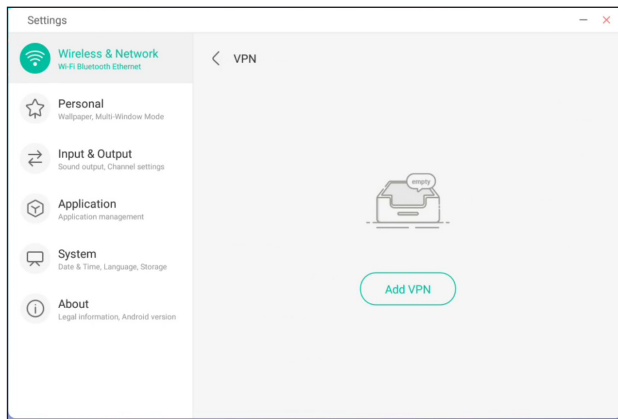 Settings
Wireless & Network
Wi-Fi Bluetooth Ethernet
VPN
Personal
Wallpaper, Multi-Window Mode
Input & Output
Sound output, Channel settings
empty
Application
Application management
System
Date & Time, Language, Storage
Add VPN
About
Legal information, Android version